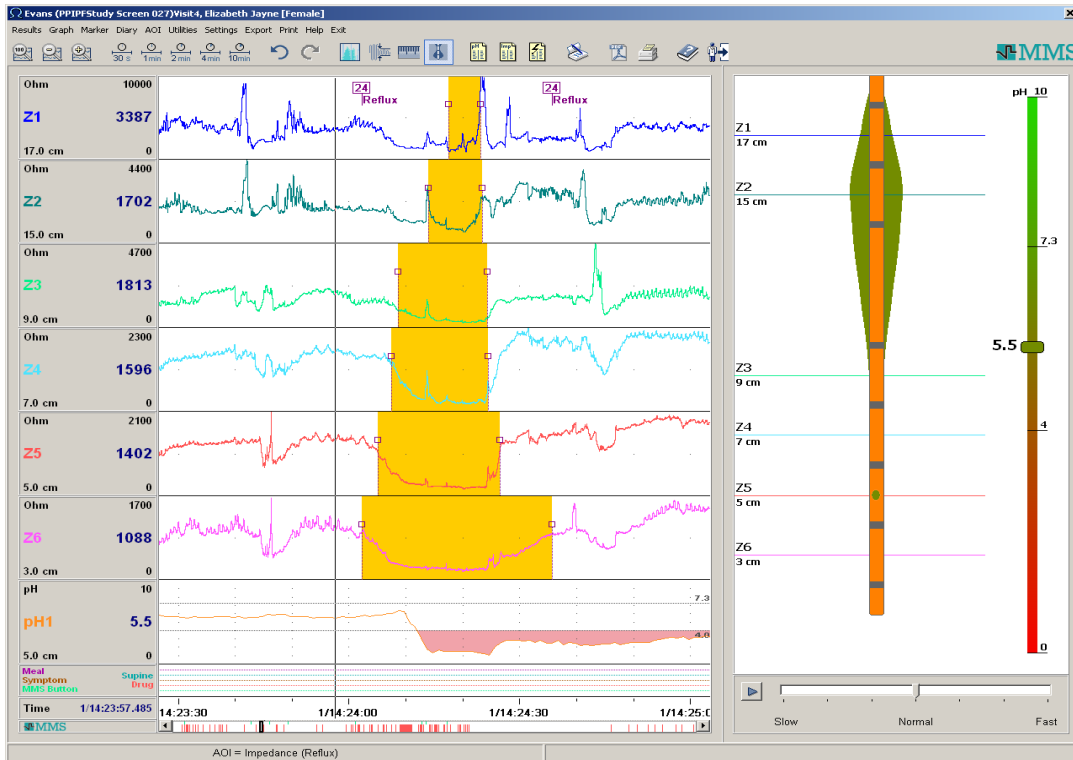 Evans (PPIPFStudy Screen 027)Visit4, Elizabeth Jayne [Female]
Results Graph Marker Diary AOI Utilities Settings Export Print Help Exit
100
30 s 1min 2 min 4 min 10min
pH
MMS
Ohm 10000
Z1 3387
17.0 cm 0
24
Reflux
24
Reflux
Ohm 4400
Z2 1702
15.0 cm 0
Ohm 4700
Z3 1813
9.0 cm 0
Ohm 2300
Z4 1596
7.0 cm 0
Ohm 2100
Z5 1402
5.0 cm 0
Ohm 1700
Z6 1088
3.0 cm 0
pH 10
pH1 5.5
5.0 cm 0
7.3
4.0
Meal
Symptom Supine
MMS Button Drug
Time 1/14:23:57.485
14:23:30 1/14:24:00 1/14:24:30 1/14:25:0
MMS
AOI = Impedance (Reflux)
pH 10
Z1
17 cm
Z2
15 cm
7.3
5.5
Z3
9 cm
4
Z4
7 cm
Z5
5 cm
Z6
3 cm
0
Slow Normal Fast